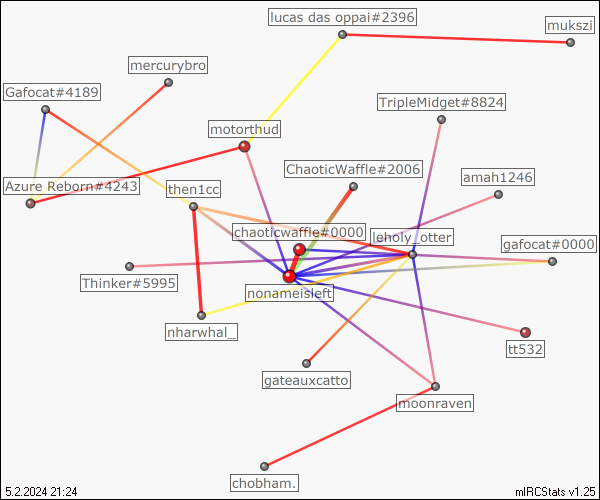 lucas das oppai#2396
mukszi
mercurybro
Gafocat#4189
TripleMidget#8824
motorthud
ChaoticWaffle#2006
amah1246
Azure Reborn#4243
then1cc
chaoticwaffle#0000
leholy_otter
gafocat#0000
Thinker#5995
nonameisleft
nharwhal_
tt532
gateauxcatto
moonraven
chobham.
5.2.2024 21:24
mIRCStats v1.25